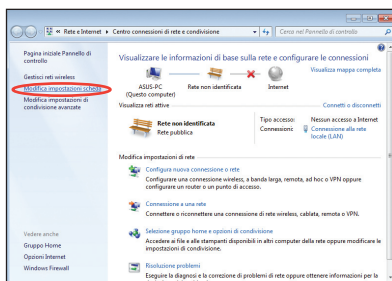 « Rete e Internet ▸ Centro connessioni di rete e condivisione
Cerca nel Pannello di controllo
Pagina iniziale Pannello di
controllo
Gestisci reti wireless
Modifica impostazioni scheda
Modifica impostazioni di
condivisione avanzate
Vedere anche
Gruppo Home
Opzioni Internet
Windows Firewall
Visualizzare le informazioni di base sulla rete e configurare le connessioni
Visualizza mappa completa
ASUS-PC
(Questo computer)
Rete non identificata
Internet
Visualizza reti attive
Connetti o disconnetti
Rete non identificata
Rete pubblica
Tipo accesso: Nessun accesso a Internet
Connessioni: Connessione alla rete
locale (LAN)
Modifica impostazioni di rete
Configura nuova connessione o rete
Configurare una connessione wireless, a banda larga, remota, ad hoc o VPN oppure
configurare un router o un punto di accesso.
Connessione a una rete
Connettere o riconnettere una connessione di rete wireless, cablata, remota o VPN.
Selezione gruppo home e opzioni di condivisione
Accedere ai file e alle stampanti disponibili in altri computer della rete oppure modificare le
impostazioni di condivisione.
Risoluzione problemi
Eseguire la diagnosi e la correzione di problemi di rete oppure ottenere informazioni per la